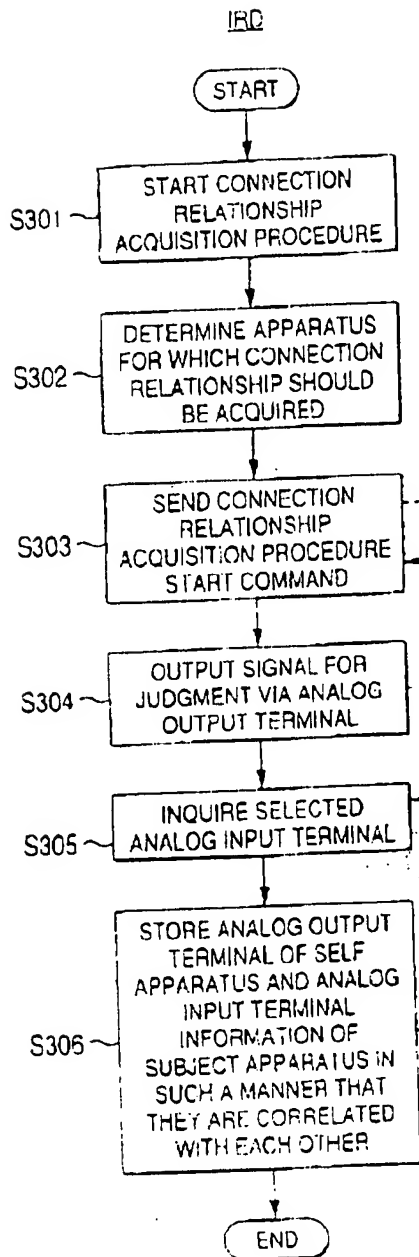 IRD
START
S301
START CONNECTION
RELATIONSHIP
ACQUISITION PROCEDURE
S302
DETERMINE APPARATUS
FOR WHICH CONNECTION
RELATIONSHIP SHOULD
BE ACQUIRED
S303
SEND CONNECTION
RELATIONSHIP
ACQUISITION PROCEDURE
START COMMAND
S304
OUTPUT SIGNAL FOR
JUDGMENT VIA ANALOG
OUTPUT TERMINAL
S305
INQUIRE SELECTED
ANALOG INPUT TERMINAL
S306
STORE ANALOG OUTPUT
TERMINAL OF SELF
APPARATUS AND ANALOG
INPUT TERMINAL
INFORMATION OF
SUBJECT APPARATUS IN
SUCH A MANNER THAT
THEY ARE CORRELATED
WITH EACH OTHER
END